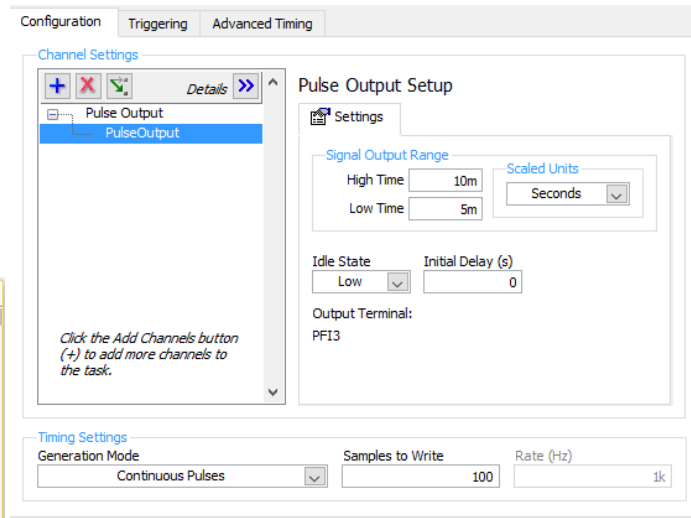 Configuration Triggering Advanced Timing
Channel Settings
Details
Pulse Output Setup
Pulse Output
PulseOutput
Settings
Signal Output Range
Scaled Units
High Time 10m
Seconds
Low Time 5m
Idle State Initial Delay (s)
Low 0
Output Terminal:
PFI3
Click the Add Channels button
(+) to add more channels to
the task.
Timing Settings
Generation Mode Samples to Write Rate (Hz)
Continuous Pulses 100 1k